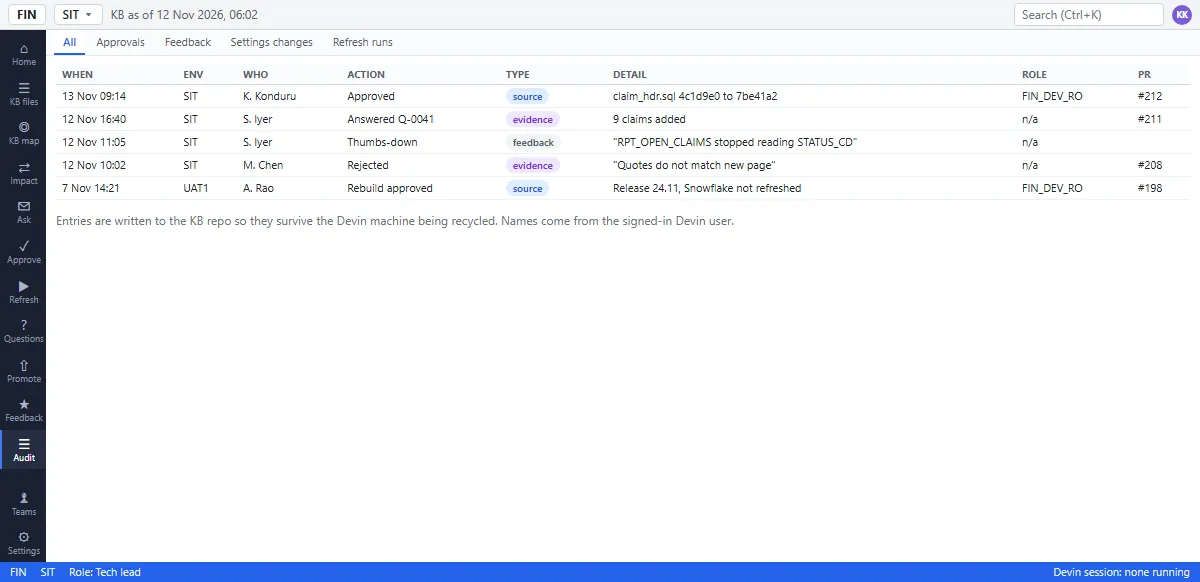 FIN SIT KB as of 12 Nov 2026, 06:02 Search (Ctrl+K) KK
Home
KB files
KB map
Impact
Ask
Approve
Refresh
Questions
Promote
Feedback
Audit
Teams
Settings
All Approvals Feedback Settings changes Refresh runs
WHEN ENV WHO ACTION TYPE DETAIL ROLE PR
13 Nov 09:14 SIT K. Konduru Approved source claim_hdr.sql 4c1d9e0 to 7be41a2 FIN_DEV_RO #212
12 Nov 16:40 SIT S. Iyer Answered Q-0041 evidence 9 claims added n/a #211
12 Nov 11:05 SIT S. Iyer Thumbs-down feedback "RPT_OPEN_CLAIMS stopped reading STATUS_CD" n/a
12 Nov 10:02 SIT M. Chen Rejected evidence "Quotes do not match new page" n/a #208
7 Nov 14:21 UAT1 A. Rao Rebuild approved source Release 24.11, Snowflake not refreshed FIN_DEV_RO #198
Entries are written to the KB repo so they survive the Devin machine being recycled. Names come from the signed-in Devin user.
FIN SIT Role: Tech lead Devin session: none running